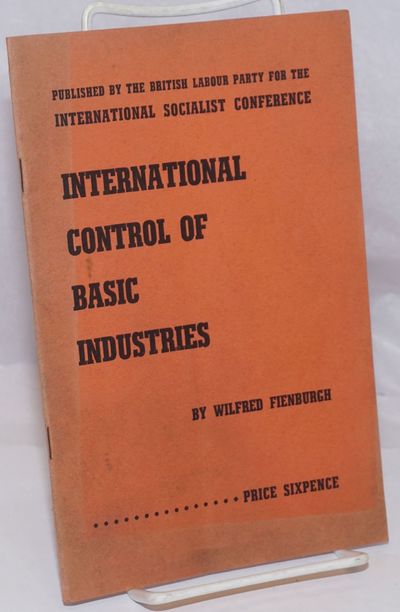 PUBLISHED BY THE BRITISH LABOUR PARTY FOR THE
INTERNATIONAL SOCIALIST CONFERENCE
INTERNATIONAL
CONTROL OF
BASIC
INDUSTRIES
BY WILFRED FIENBURGH
...............PRICE SIXPENCE